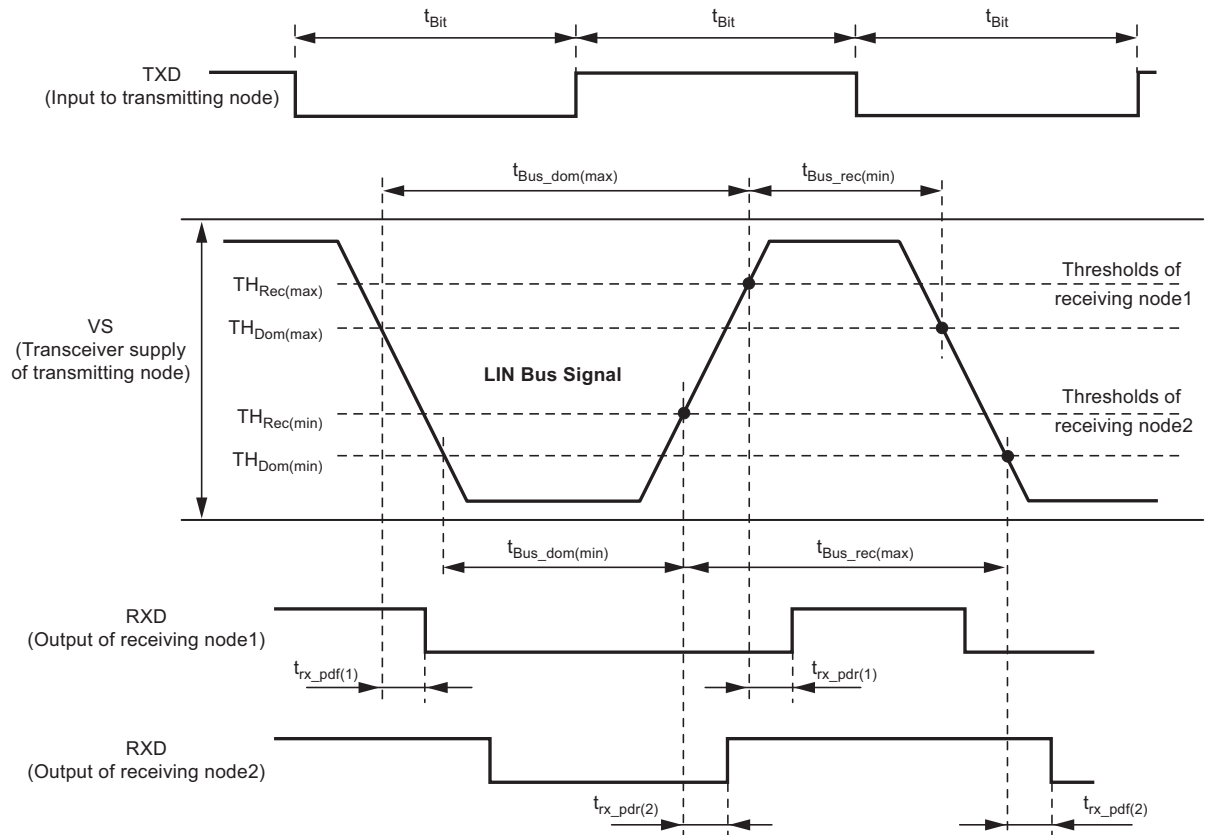 tBit tBit tBit
TXD
(Input to transmitting node)
tBus_dom(max) tBus_rec(min)
THRec(max)
Thresholds of
receiving node1
THDom(max)
VS
(Transceiver supply
of transmitting node)
LIN Bus Signal
THRec(min)
Thresholds of
receiving node2
THDom(min)
tBus_dom(min) tBus_rec(max)
RXD
(Output of receiving node1)
trx_pdf(1) trx_pdr(1)
RXD
(Output of receiving node2)
trx_pdr(2) trx_pdf(2)